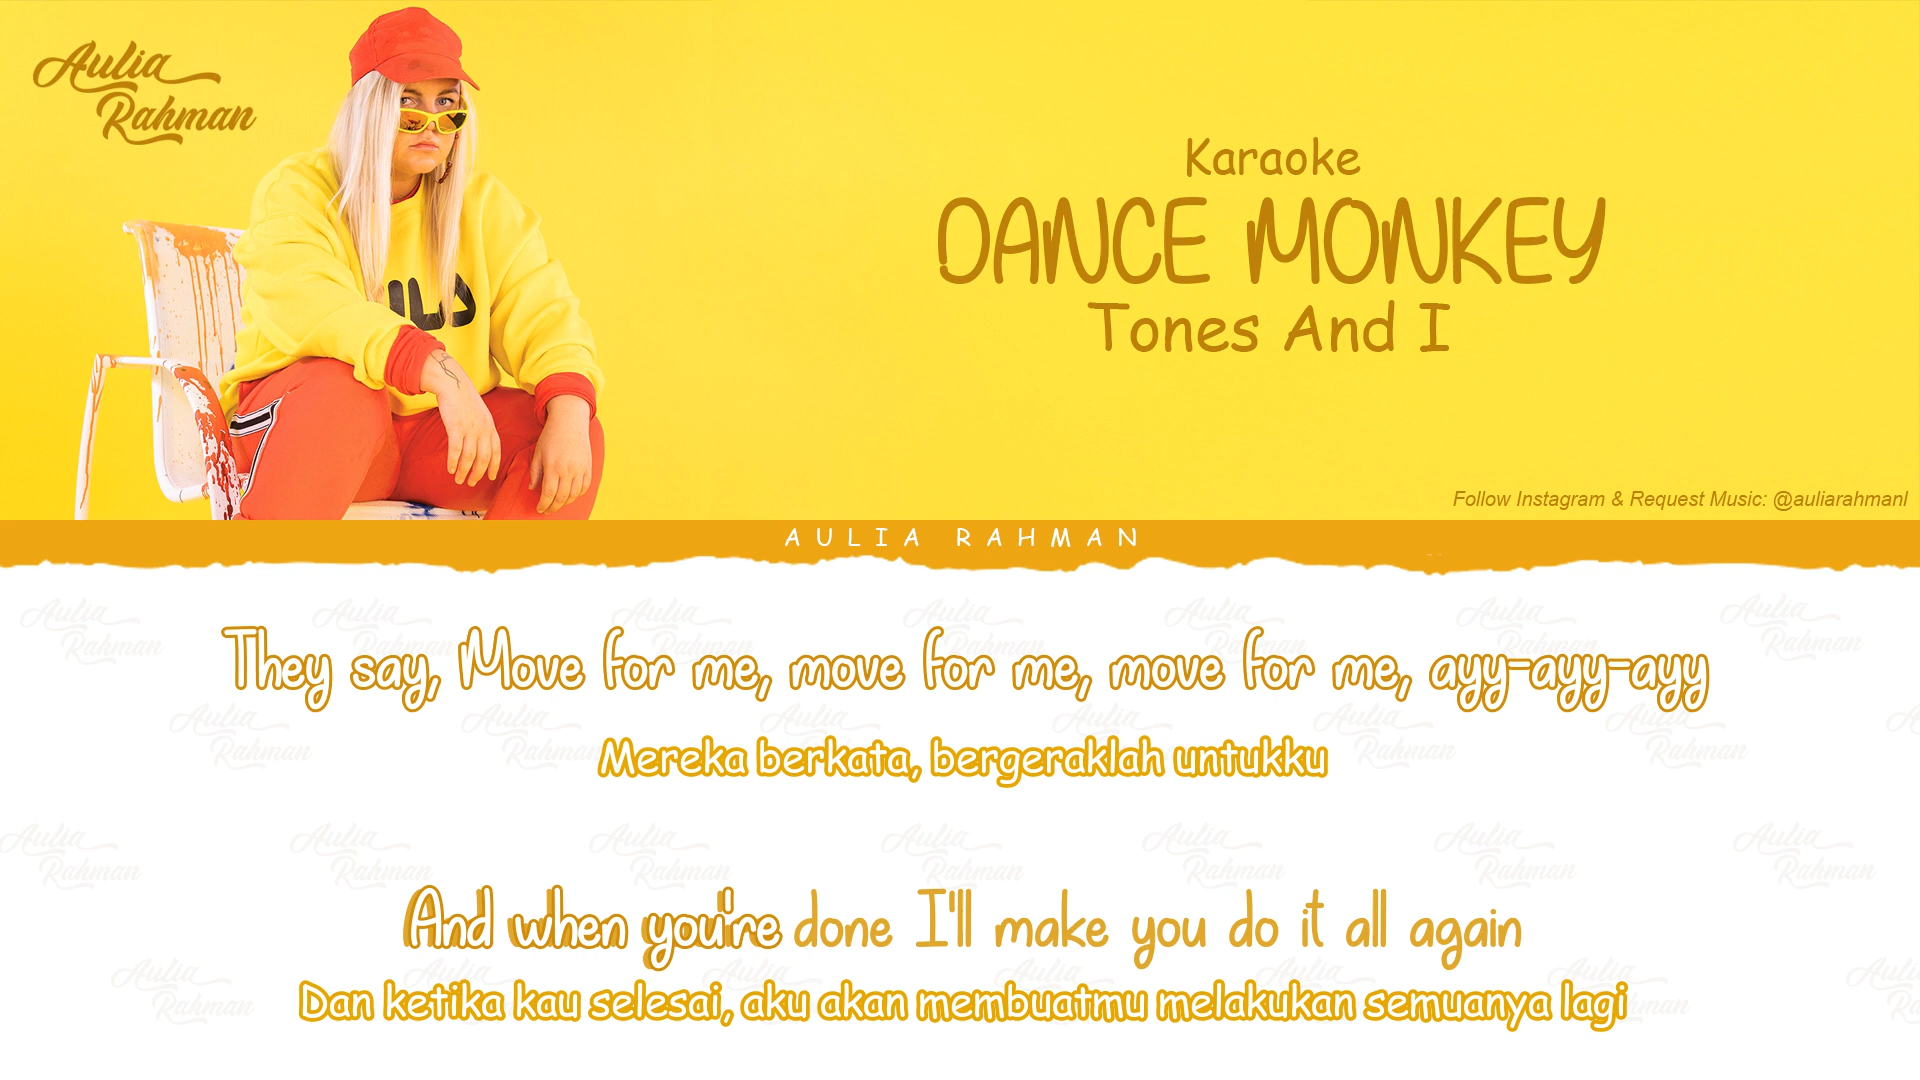 Aulia
Rahman
Karaoke
DANCE MONKEY
Tones And I
Follow Instagram & Request Music: @auliarahmanl
AULIA RAHMAN
They say, Move for me, move for me, move for me, ayy-ayy-ayy
Mereka berkata, bergeraklah untukku
And when you're done I'll make you do it all again
Dan ketika kau selesai, aku akan membuatmu melakukan semuanya lagi